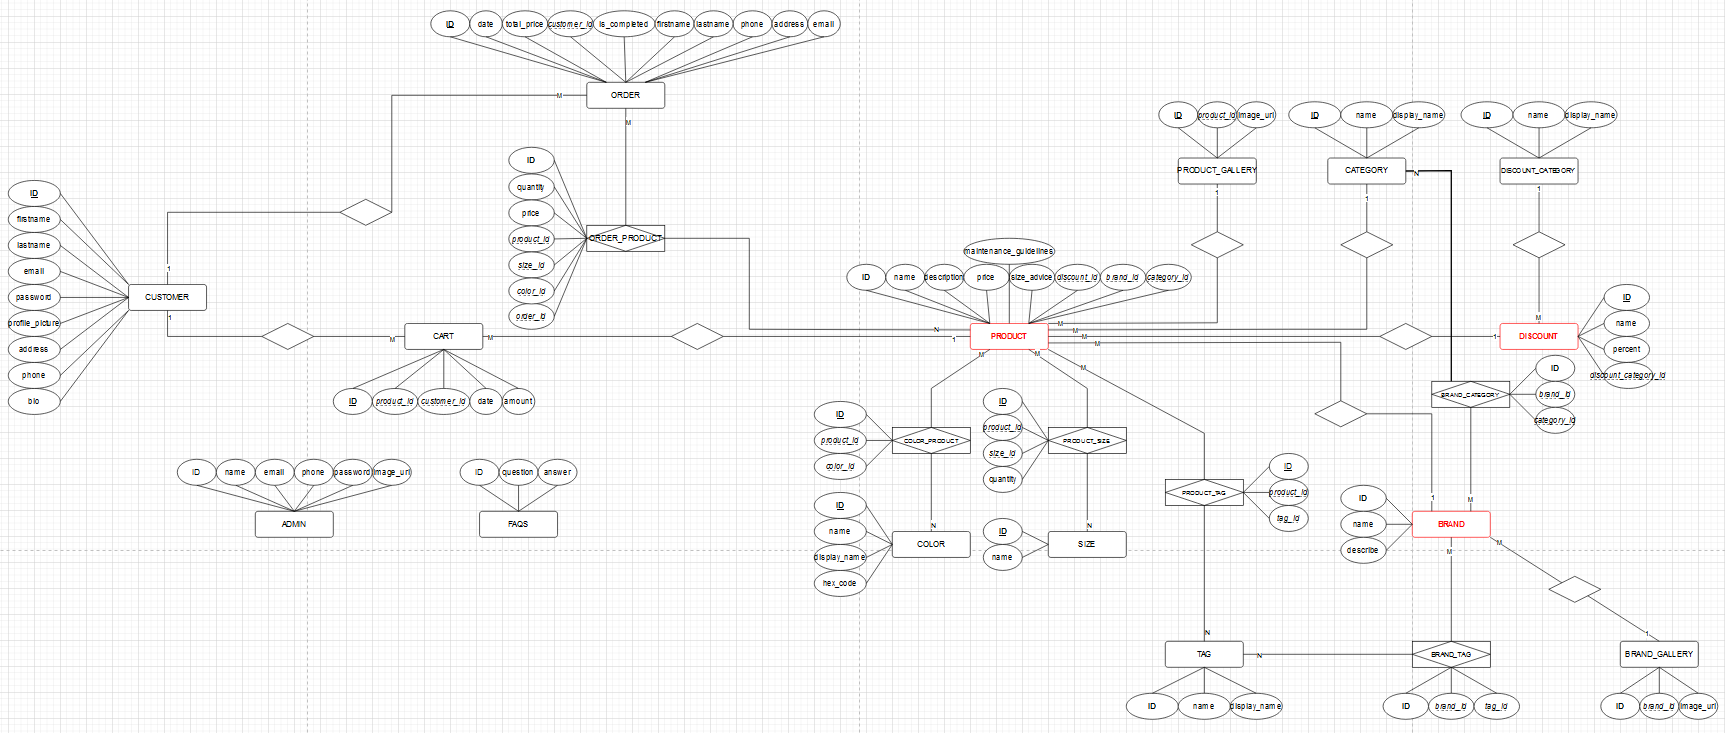 ID date total_price customer_id is_completed firstname lastname phone address email
ORDER
M
M
1
ID
firstname
lastname
email
password
profile_picture
address
phone
bio
CUSTOMER
1
M
CART
M
1
ID product_id customer_id date amount
ID
quantity
price
product_id
size_id
color_id
order_id
ORDER_PRODUCT
N
ID name email phone password image_url
ADMIN
ID question answer
FAQS
maintenance_guidelines
ID name description price size_advice discount_id brand_id category_id
PRODUCT
M
M
M
M
M
M
M
ID product_id image_url
PRODUCT_GALLERY
1
ID name display_name
CATEGORY
N
1
ID name display_name
DISCOUNT_CATEGORY
1
M
1
DISCOUNT
ID
name
percent
discount_category_id
BRAND_CATEGORY
ID
brand_id
category_id
M
1
ID
product_id
color_id
COLOR_PRODUCT
N
ID
name
display_name
hex_code
COLOR
ID
product_id
size_id
quantity
PRODUCT_SIZE
N
ID
name
SIZE
PRODUCT_TAG
ID
product_id
tag_id
N
TAG
N
ID name display_name
ID
name
describe
BRAND
M
M
1
BRAND_TAG
ID brand_id tag_id
BRAND_GALLERY
ID brand_id image_url